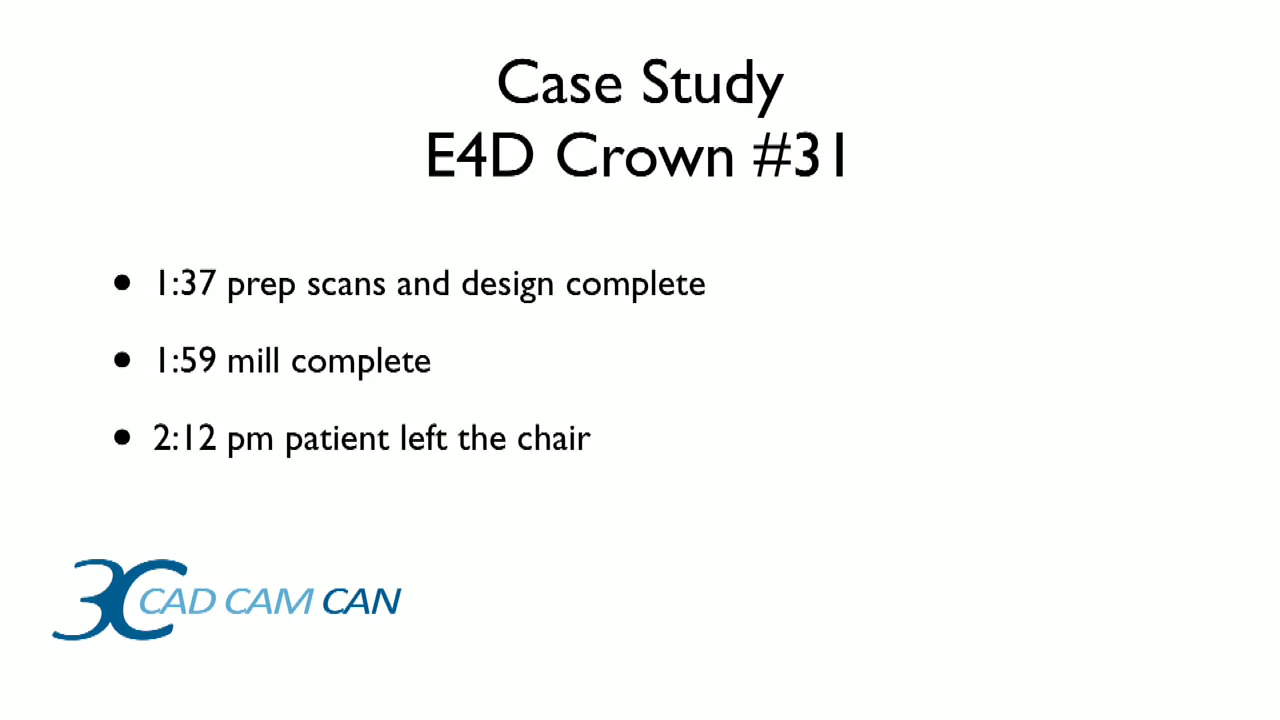 Case Study
E4D Crown #31
• 1:37 prep scans and design complete
• 1:59 mill complete
• 2:12 pm patient left the chair
3C CAD CAM CAN